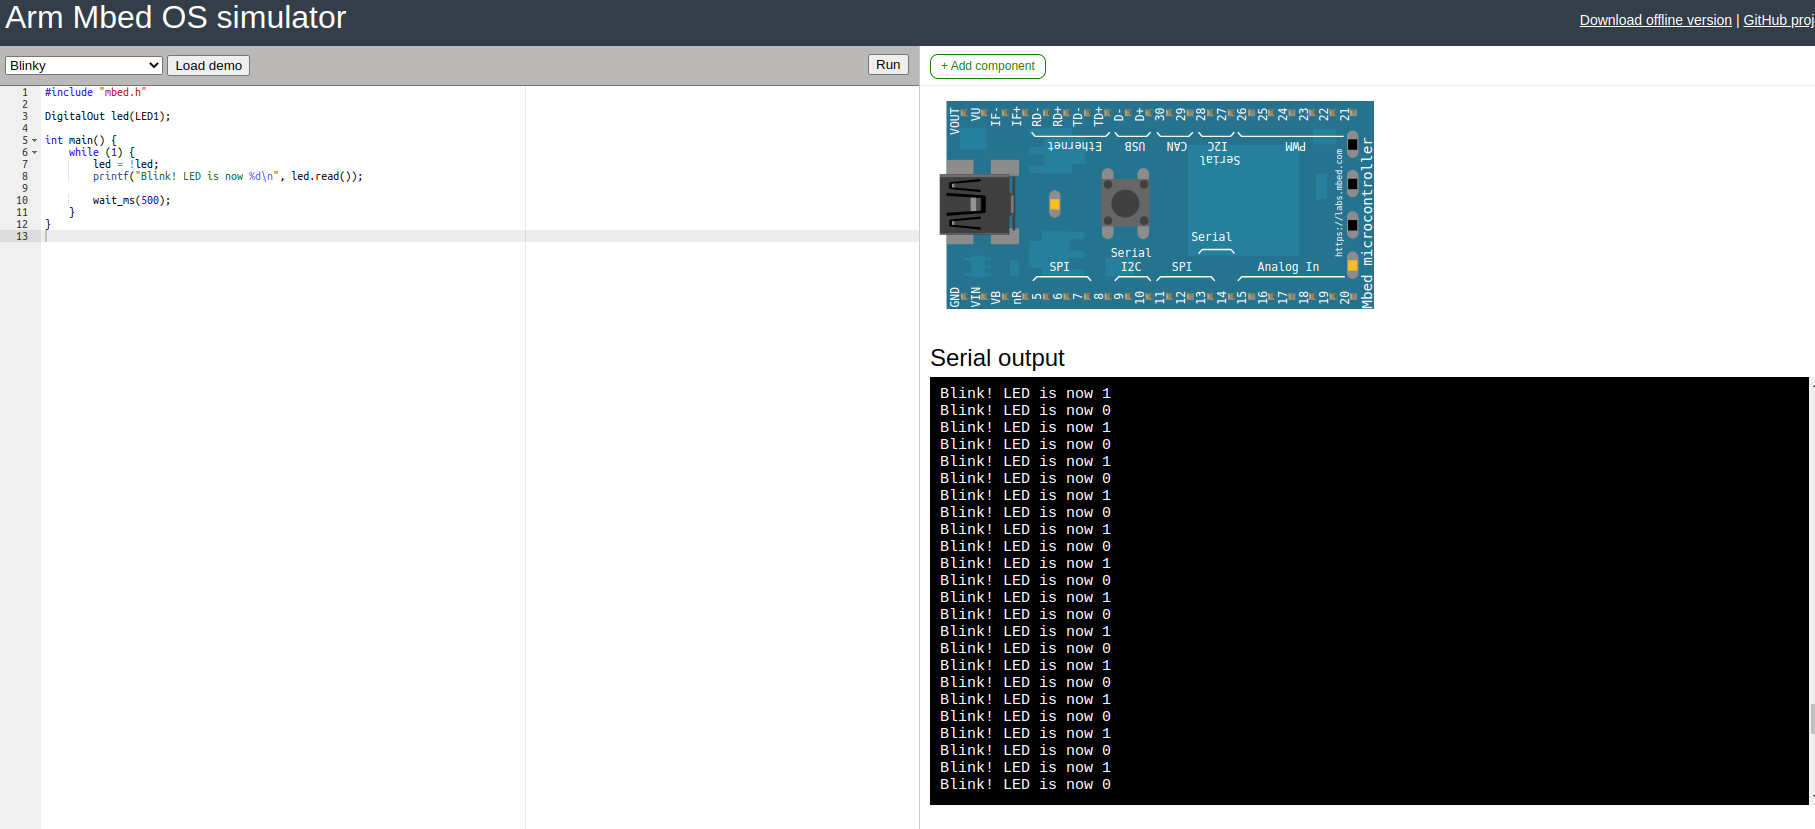 Arm Mbed OS simulator
Download offline version | GitHub proj
Blinky
Load demo
Run
1 #include "mbed.h"
2
3 DigitalOut led(LED1);
4
5 int main() {
6 while (1) {
7 led = !led;
8 printf("Blink! LED is now %d\n", led.read());
9
10 wait_ms(500);
11 }
12 }
13
+ Add component
VOUT VU IF- IF+ RD- RD+ TD- TD+ D- D+ 30 29 28 27 26 25 24 23 22 21
Ethernet USB CAN I2C PWM
Serial
https://labs.mbed.com
Mbed microcontroller
Serial
Serial
SPI I2C SPI Analog In
GND VIN VB nR 5 6 7 8 9 10 11 12 13 14 15 16 17 18 19 20
Serial output
Blink! LED is now 1
Blink! LED is now 0
Blink! LED is now 1
Blink! LED is now 0
Blink! LED is now 1
Blink! LED is now 0
Blink! LED is now 1
Blink! LED is now 0
Blink! LED is now 1
Blink! LED is now 0
Blink! LED is now 1
Blink! LED is now 0
Blink! LED is now 1
Blink! LED is now 0
Blink! LED is now 1
Blink! LED is now 0
Blink! LED is now 1
Blink! LED is now 0
Blink! LED is now 1
Blink! LED is now 0
Blink! LED is now 1
Blink! LED is now 0
Blink! LED is now 1
Blink! LED is now 0